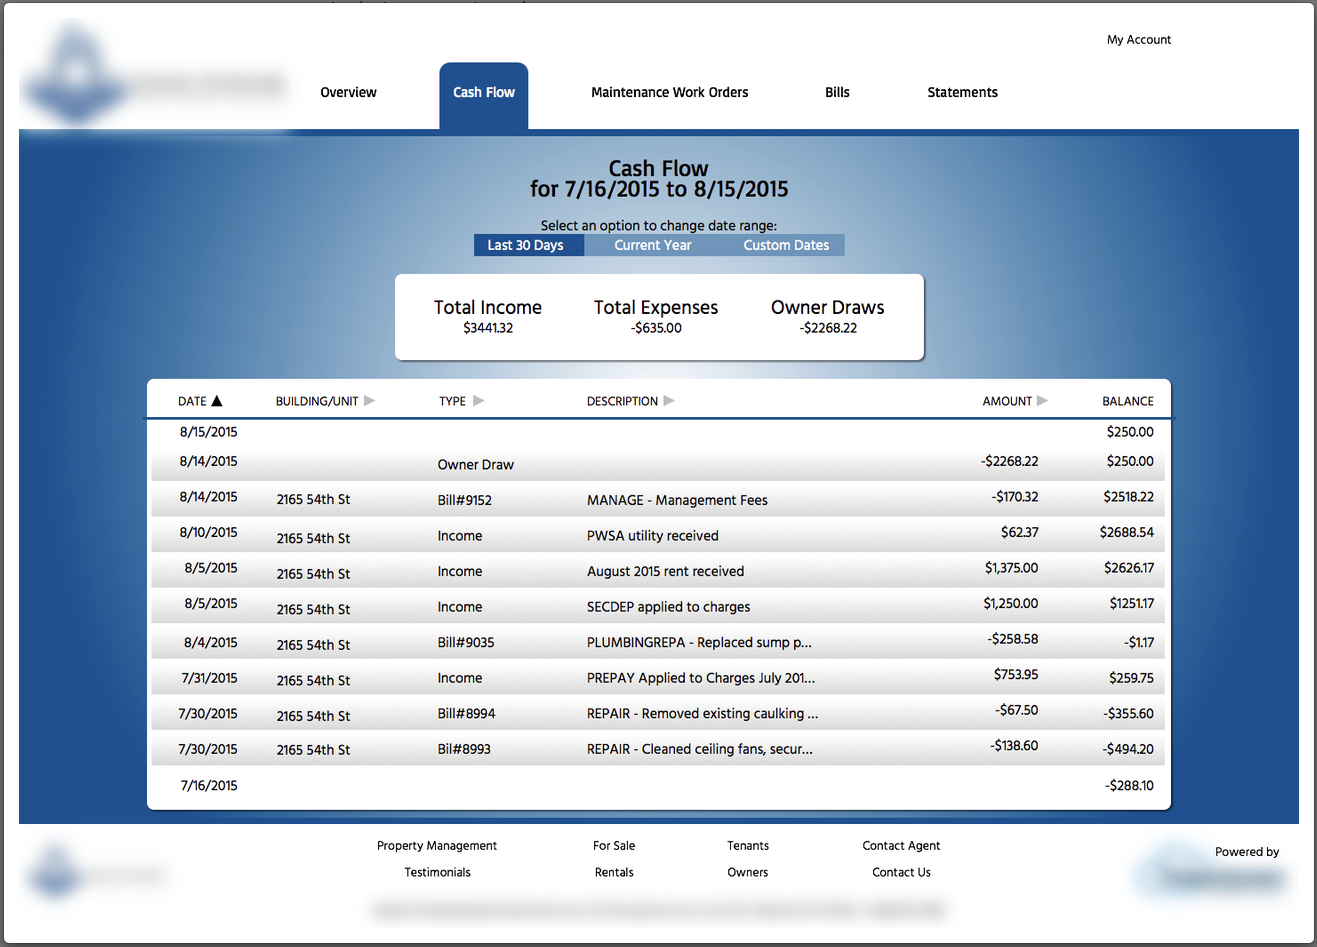 My Account
Overview Cash Flow Maintenance Work Orders Bills Statements
Cash Flow
for 7/16/2015 to 8/15/2015
Select an option to change date range:
Last 30 Days Current Year Custom Dates
Total Income Total Expenses Owner Draws
$3441.32 -$635.00 -$2268.22
DATE ▲ BUILDING/UNIT ▶ TYPE ▶ DESCRIPTION ▶ AMOUNT ▶ BALANCE
8/15/2015 $250.00
8/14/2015 Owner Draw -$2268.22 $250.00
8/14/2015 2165 54th St Bill#9152 MANAGE - Management Fees -$170.32 $2518.22
8/10/2015 2165 54th St Income PWSA utility received $62.37 $2688.54
8/5/2015 2165 54th St Income August 2015 rent received $1,375.00 $2626.17
8/5/2015 2165 54th St Income SECDEP applied to charges $1,250.00 $1251.17
8/4/2015 2165 54th St Bill#9035 PLUMBINGREPA - Replaced sump p... -$258.58 -$1.17
7/31/2015 2165 54th St Income PREPAY Applied to Charges July 201... $753.95 $259.75
7/30/2015 2165 54th St Bill#8994 REPAIR - Removed existing caulking ... -$67.50 -$355.60
7/30/2015 2165 54th St Bil#8993 REPAIR - Cleaned ceiling fans, secur... -$138.60 -$494.20
7/16/2015 -$288.10
Property Management For Sale Tenants Contact Agent
Testimonials Rentals Owners Contact Us
Powered by